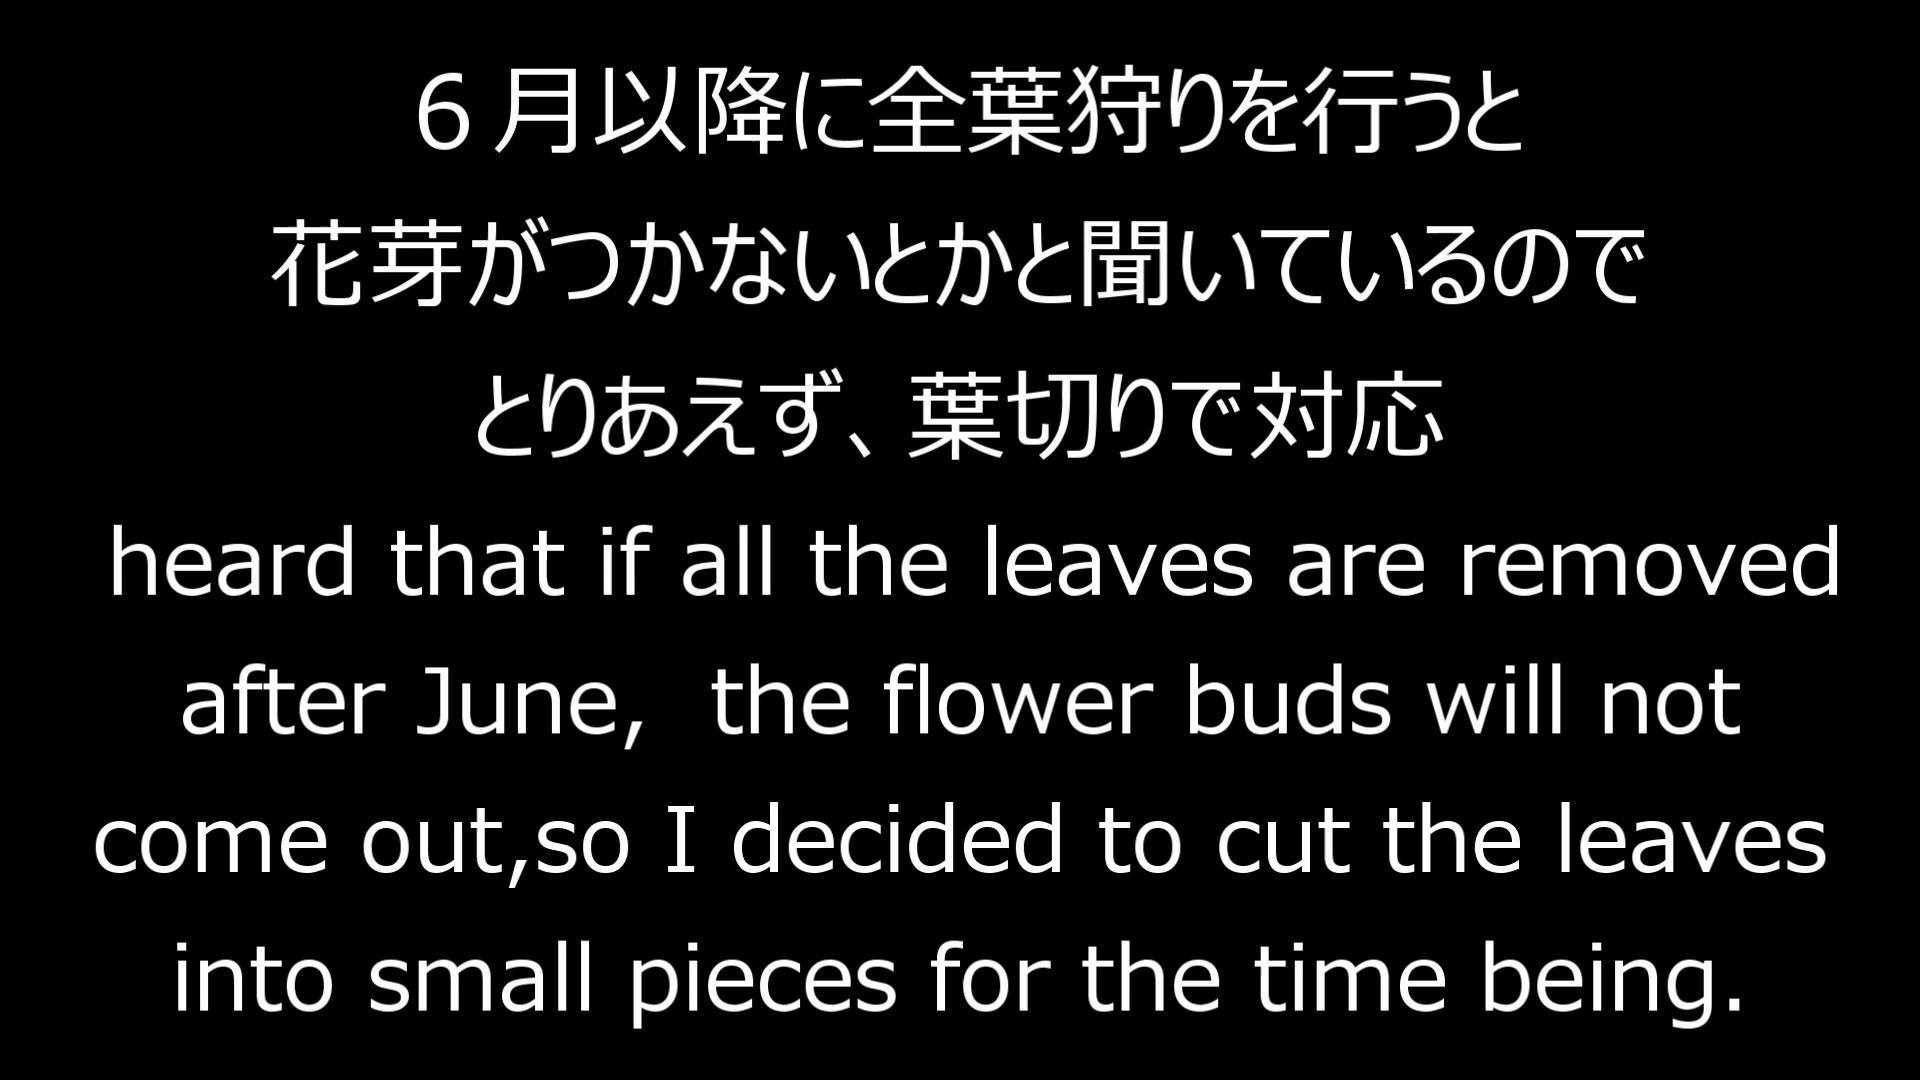 ６月以降に全葉狩りを行うと
花芽がつかないとかと聞いているので
とりあえず、葉切りで対応
heard that if all the leaves are removed
after June,  the flower buds will not
come out,so I decided to cut the leaves
into small pieces for the time being.